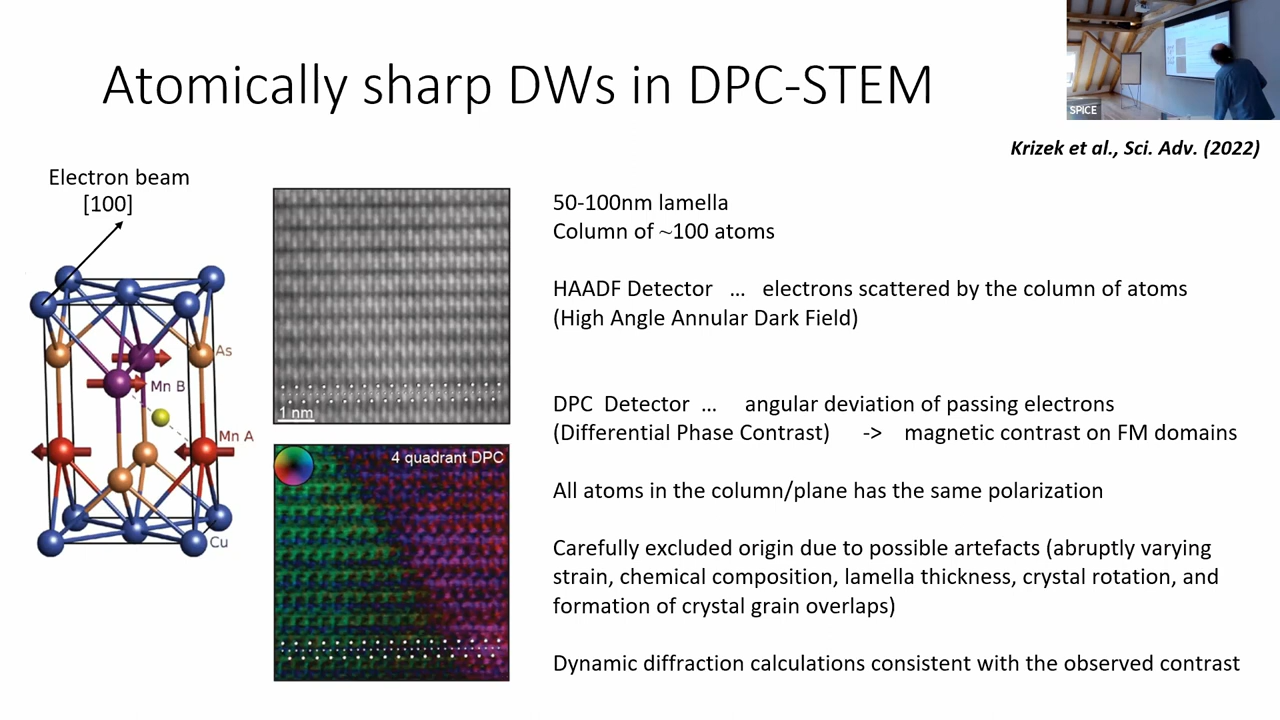 Atomically sharp DWs in DPC-STEM
SPICE
Krizek et al., Sci. Adv. (2022)
Electron beam
[100]
As
Mn B
Mn A
Cu
1 nm
4 quadrant DPC
50-100nm lamella
Column of ~100 atoms
HAADF Detector ... electrons scattered by the column of atoms
(High Angle Annular Dark Field)
DPC Detector ... angular deviation of passing electrons
(Differential Phase Contrast) -> magnetic contrast on FM domains
All atoms in the column/plane has the same polarization
Carefully excluded origin due to possible artefacts (abruptly varying
strain, chemical composition, lamella thickness, crystal rotation, and
formation of crystal grain overlaps)
Dynamic diffraction calculations consistent with the observed contrast